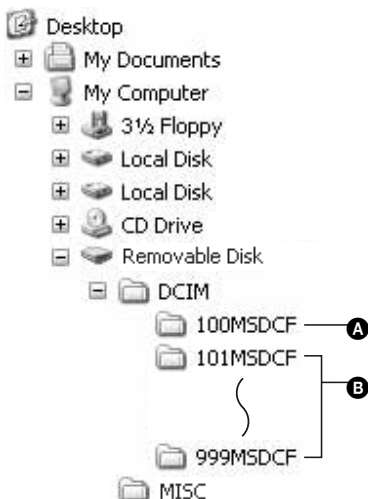 Desktop
My Documents
My Computer
3½ Floppy
Local Disk
Local Disk
CD Drive
Removable Disk
DCIM
100MSDCF A
101MSDCF
B
999MSDCF
MISC